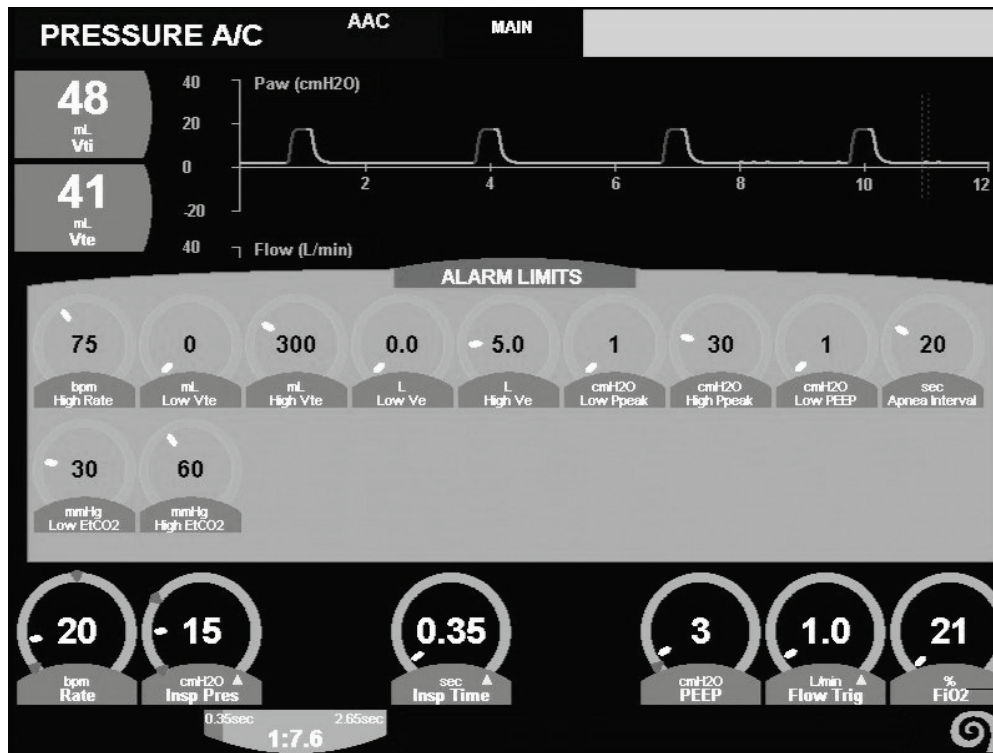 PRESSURE A/C
AAC
MAIN
48
mL
Vti
41
mL
Vte
Paw (cmH2O)
40
20
0
-20
2
4
6
8
10
12
40
Flow (L/min)
ALARM LIMITS
75
bpm
High Rate
0
mL
Low Vte
300
mL
High Vte
0.0
L
Low Ve
5.0
L
High Ve
1
cmH2O
Low Ppeak
30
cmH2O
High Ppeak
1
cmH2O
Low PEEP
20
sec
Apnea Interval
30
mmHg
Low EtCO2
60
mmHg
High EtCO2
20
bpm
Rate
15
cmH2O
Insp Pres
0.35
sec
Insp Time
3
cmH2O
PEEP
1.0
L/min
Flow Trig
21
%
FiO2
0.35sec 2.65sec
1:7.6